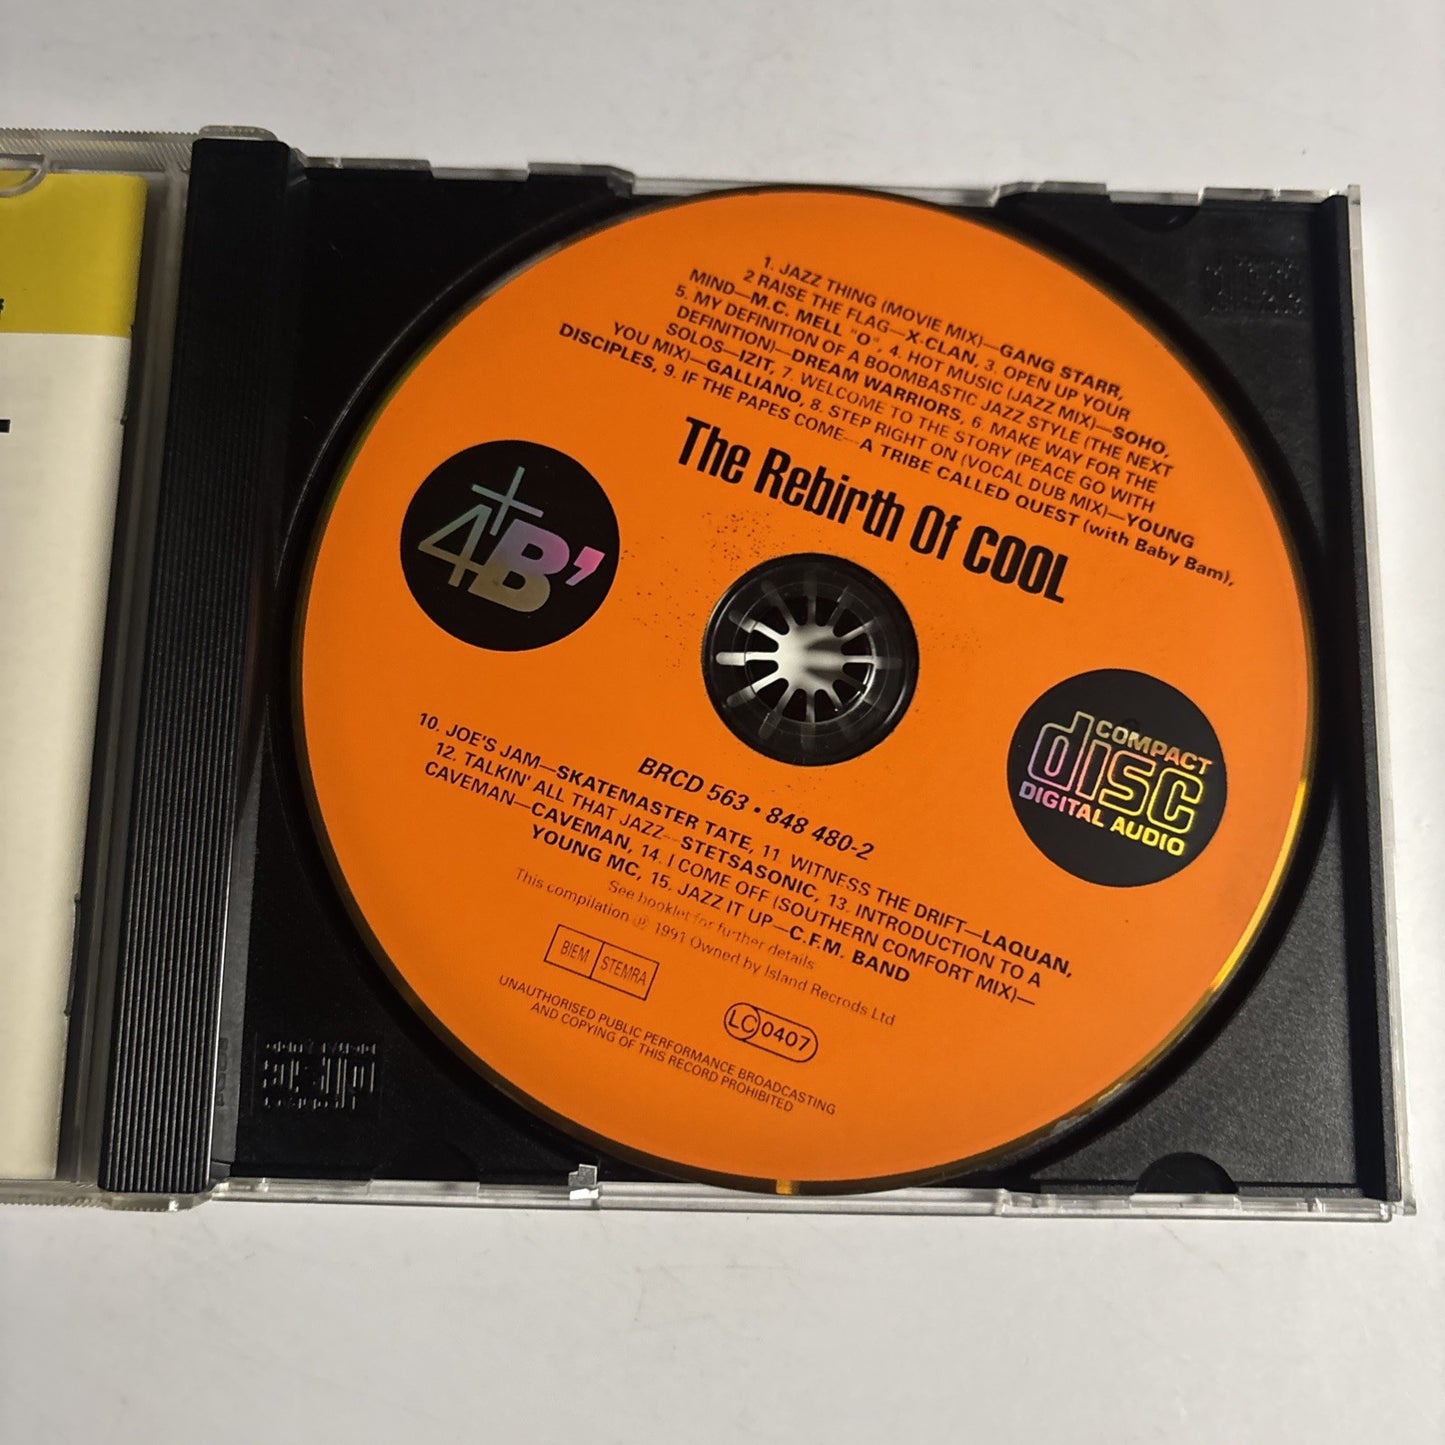 1. JAZZ THING (MOVIE MIX)—GANG STARR,
2 RAISE THE FLAG—X.CLAN, 3. OPEN UP YOUR
MIND—M.C. MELL "O", 4. HOT MUSIC (JAZZ MIX)—SOHO,
5. MY DEFINITION OF A BOOMBASTIC JAZZ STYLE (THE NEXT
DEFINITION)—DREAM WARRIORS, 6. MAKE WAY FOR THE
SOLOS—IZIT, 7. WELCOME TO THE STORY (PEACE GO WITH
YOU MIX)—GALLIANO, 8. STEP RIGHT ON (VOCAL DUB MIX)—YOUNG
DISCIPLES, 9. IF THE PAPES COME—A TRIBE CALLED QUEST (with Baby Bam),
The Rebirth Of COOL
4+B'
COMPACT
disc
DIGITAL AUDIO
BRCD 563 • 848 480-2
10. JOE'S JAM—SKATEMASTER TATE, 11. WITNESS THE DRIFT—LAQUAN,
12. TALKIN' ALL THAT JAZZ—STETSASONIC, 13. INTRODUCTION TO A
CAVEMAN—CAVEMAN, 14. I COME OFF (SOUTHERN COMFORT MIX)—
YOUNG MC, 15. JAZZ IT UP—C.F.M. BAND
See booklet for further details
This compilation ℗ 1991 Owned by Island Recrods Ltd
BIEM STEMRA
LC 0407
UNAUTHORISED PUBLIC PERFORMANCE BROADCASTING
AND COPYING OF THIS RECORD PROHIBITED